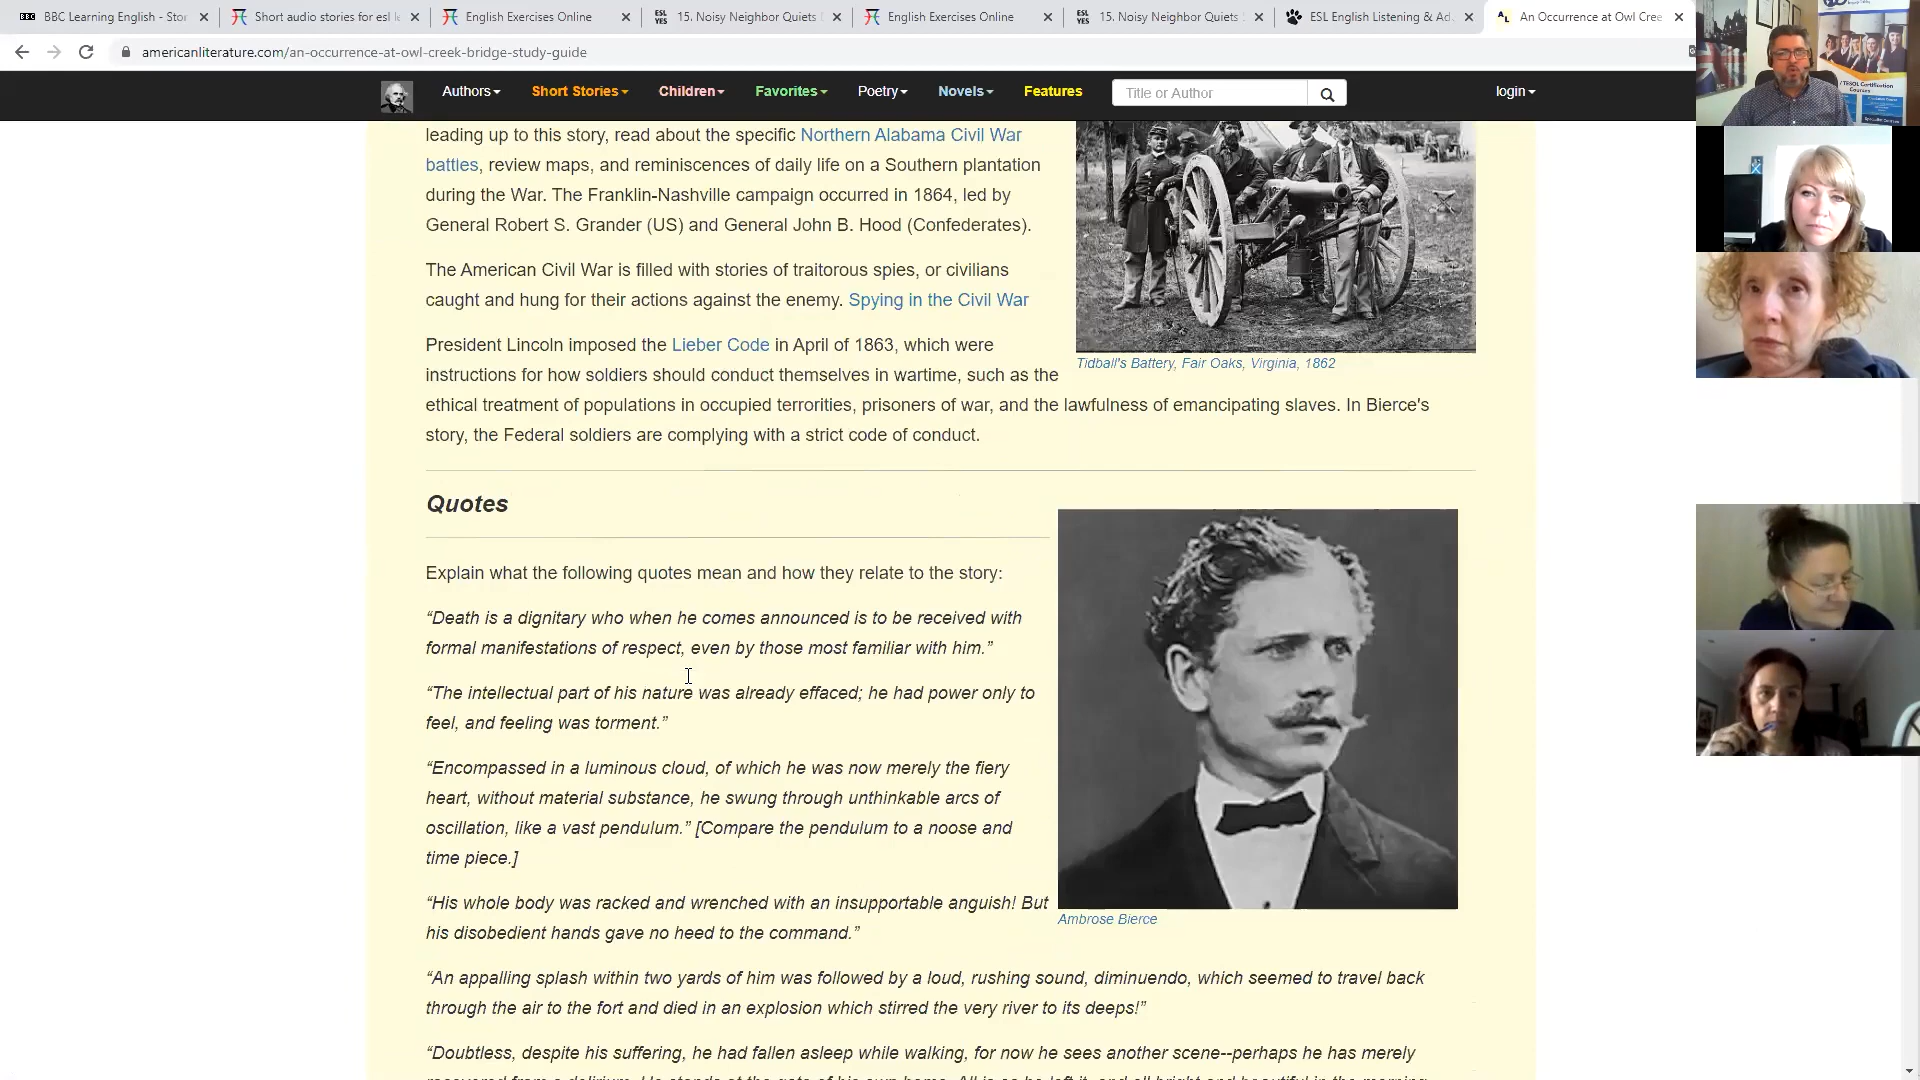 BBC Learning English - Stor
Short audio stories for esl le
English Exercises Online
ESL YES
15. Noisy Neighbor Quiets
English Exercises Online
ESL YES
15. Noisy Neighbor Quiets
ESL English Listening & Ad
An Occurrence at Owl Cree
americanliterature.com/an-occurrence-at-owl-creek-bridge-study-guide
Authors
Short Stories
Children
Favorites
Poetry
Novels
Features
Title or Author
login
leading up to this story, read about the specific Northern Alabama Civil War
battles, review maps, and reminiscences of daily life on a Southern plantation
during the War. The Franklin-Nashville campaign occurred in 1864, led by
General Robert S. Grander (US) and General John B. Hood (Confederates).
The American Civil War is filled with stories of traitorous spies, or civilians
caught and hung for their actions against the enemy. Spying in the Civil War
President Lincoln imposed the Lieber Code in April of 1863, which were
instructions for how soldiers should conduct themselves in wartime, such as the
ethical treatment of populations in occupied terrorities, prisoners of war, and the lawfulness of emancipating slaves. In Bierce's
story, the Federal soldiers are complying with a strict code of conduct.
Tidball's Battery, Fair Oaks, Virginia, 1862
Quotes
Explain what the following quotes mean and how they relate to the story:
“Death is a dignitary who when he comes announced is to be received with
formal manifestations of respect, even by those most familiar with him.”
“The intellectual part of his nature was already effaced; he had power only to
feel, and feeling was torment.”
“Encompassed in a luminous cloud, of which he was now merely the fiery
heart, without material substance, he swung through unthinkable arcs of
oscillation, like a vast pendulum.” [Compare the pendulum to a noose and
time piece.]
“His whole body was racked and wrenched with an insupportable anguish! But
his disobedient hands gave no heed to the command.”
Ambrose Bierce
“An appalling splash within two yards of him was followed by a loud, rushing sound, diminuendo, which seemed to travel back
through the air to the fort and died in an explosion which stirred the very river to its deeps!”
“Doubtless, despite his suffering, he had fallen asleep while walking, for now he sees another scene--perhaps he has merely
TESOL Certification
Courses